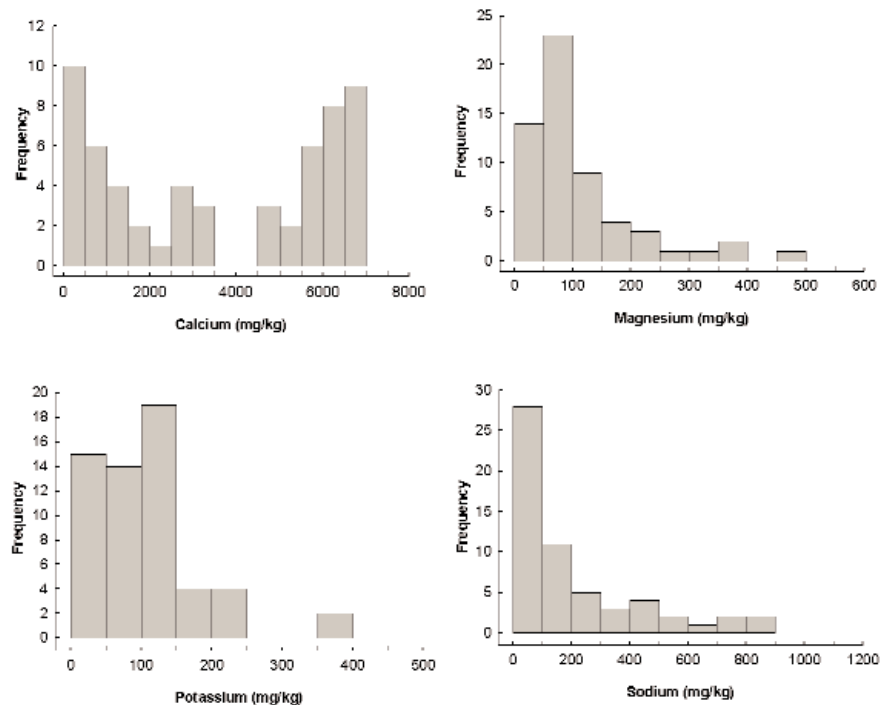 12
10
8
6
4
2
0
Frequency
0 2000 4000 6000 8000
Calcium (mg/kg)
25
20
15
10
5
0
Frequency
0 100 200 300 400 500 600
Magnesium (mg/kg)
20
18
16
14
12
10
8
6
4
2
0
Frequency
0 100 200 300 400 500
Potassium (mg/kg)
30
25
20
15
10
5
0
Frequency
0 200 400 600 800 1000 1200
Sodium (mg/kg)